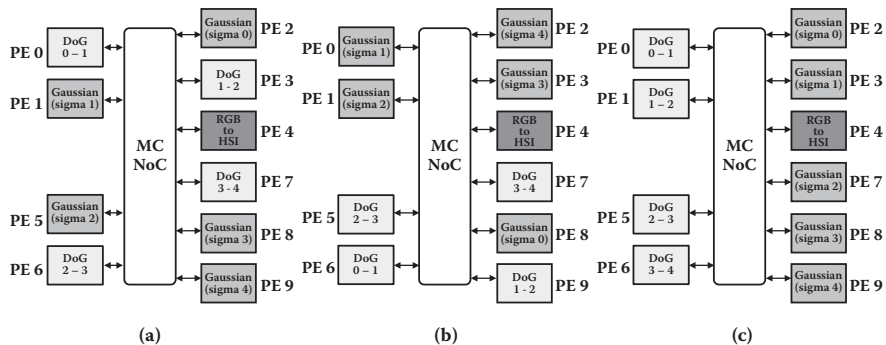 PE 0
DoG
0 – 1
PE 1
Gaussian
(sigma 1)
PE 5
Gaussian
(sigma 2)
PE 6
DoG
2 – 3
MC
NoC
Gaussian
(sigma 0)
PE 2
DoG
1 - 2
PE 3
RGB
to
HSI
PE 4
DoG
3 - 4
PE 7
Gaussian
(sigma 3)
PE 8
Gaussian
(sigma 4)
PE 9
(a)
PE 0
Gaussian
(sigma 1)
PE 1
Gaussian
(sigma 2)
PE 5
DoG
2 – 3
PE 6
DoG
0 – 1
MC
NoC
Gaussian
(sigma 4)
PE 2
Gaussian
(sigma 3)
PE 3
RGB
to
HSI
PE 4
DoG
3-4
PE 7
Gaussian
(sigma 0)
PE 8
DoG
1 - 2
PE 9
(b)
PE 0
DoG
0 – 1
PE 1
DoG
1 – 2
PE 5
DoG
2 – 3
PE 6
DoG
3 – 4
MC
NoC
Gaussian
(sigma 0)
PE 2
Gaussian
(sigma 1)
PE 3
RGB
to
HSI
PE 4
Gaussian
(sigma 2)
PE 7
Gaussian
(sigma 3)
PE 8
Gaussian
(sigma 4)
PE 9
(c)